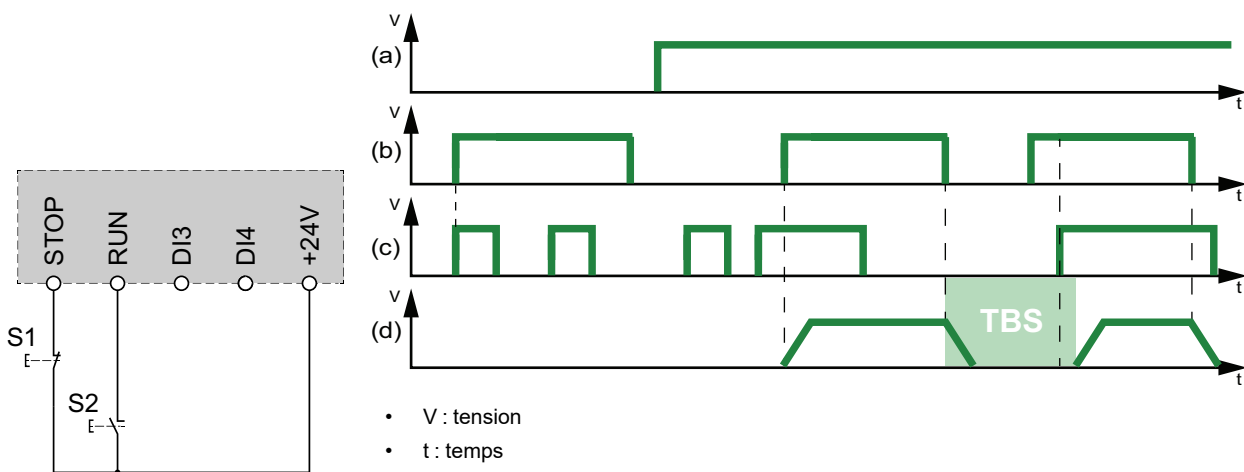 STOP
RUN
DI3
DI4
+24V
S1
S2
V
(a)
t
V
(b)
t
V
(c)
t
V
(d)
TBS
t
• V : tension
• t : temps